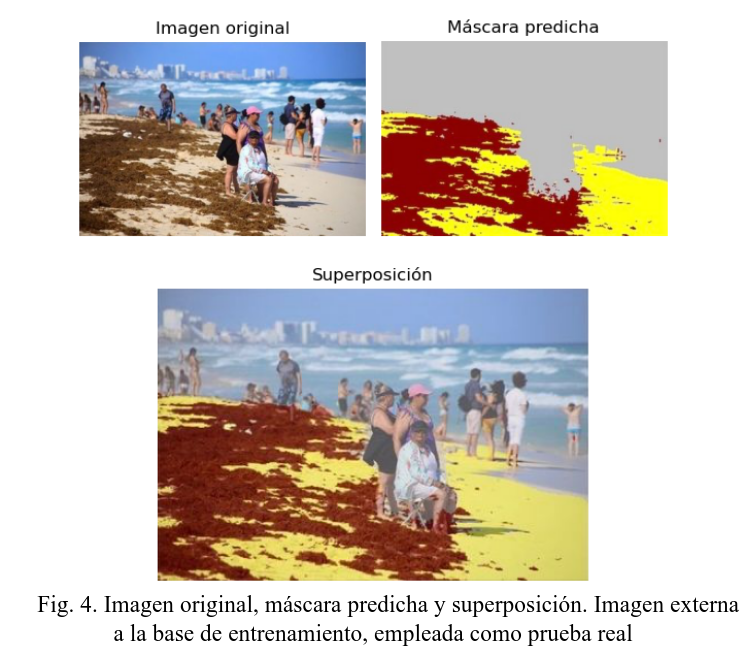 Imagen original
Máscara predicha
Superposición
Fig. 4. Imagen original, máscara predicha y superposición. Imagen externa
a la base de entrenamiento, empleada como prueba real